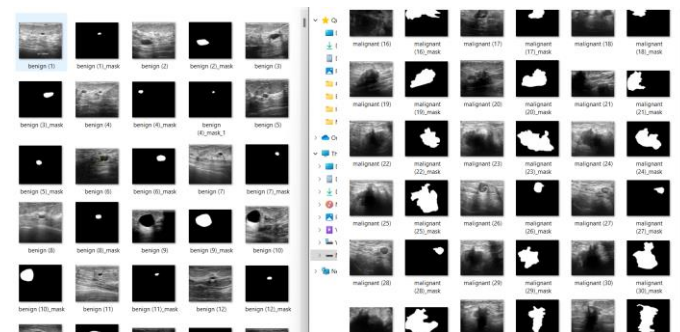 benign (1) benign (1)_mask benign (2) benign (2)_mask benign (3)
benign (3)_mask benign (4) benign (4)_mask benign
(4)_mask_1 benign (5)
benign (5)_mask benign (6) benign (6)_mask benign (7) benign (7)_mask
benign (8) benign (8)_mask benign (9) benign (9)_mask benign (10)
benign (10)_mask benign (11) benign (11)_mask benign (12) benign (12)_mask
malignant (16) malignant
(16)_mask malignant (17) malignant
(17)_mask malignant (18) malignant
(18)_mask
malignant (19) malignant
(19)_mask malignant (20) malignant
(20)_mask malignant (21) malignant
(21)_mask
malignant (22) malignant
(22)_mask malignant (23) malignant
(23)_mask malignant (24) malignant
(24)_mask
malignant (25) malignant
(25)_mask malignant (26) malignant
(26)_mask malignant (27) malignant
(27)_mask
malignant (28) malignant
(28)_mask malignant (29) malignant
(29)_mask malignant (30) malignant
(30)_mask